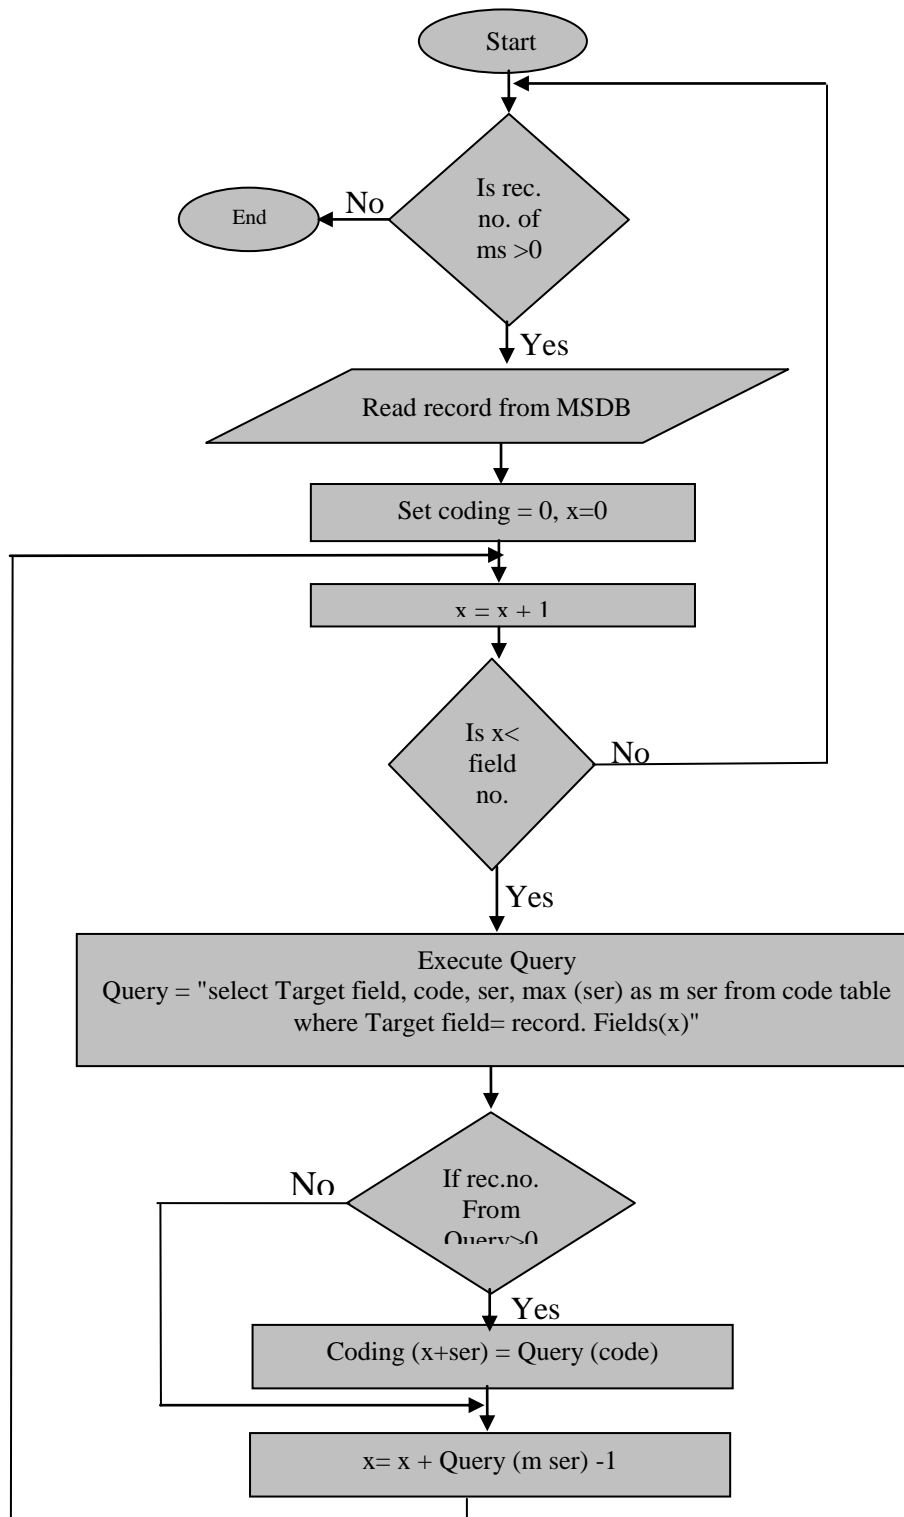 Start
Is rec.
no. of
ms >0
No
End
Yes
Read record from MSDB
Set coding = 0, x=0
x = x + 1
Is x<
field
no.
No
Yes
Execute Query
Query = "select Target field, code, ser, max (ser) as m ser from code table
where Target field= record. Fields(x)"
If rec.no.
From
Query>0
No
Yes
Coding (x+ser) = Query (code)
x= x + Query (m ser) -1